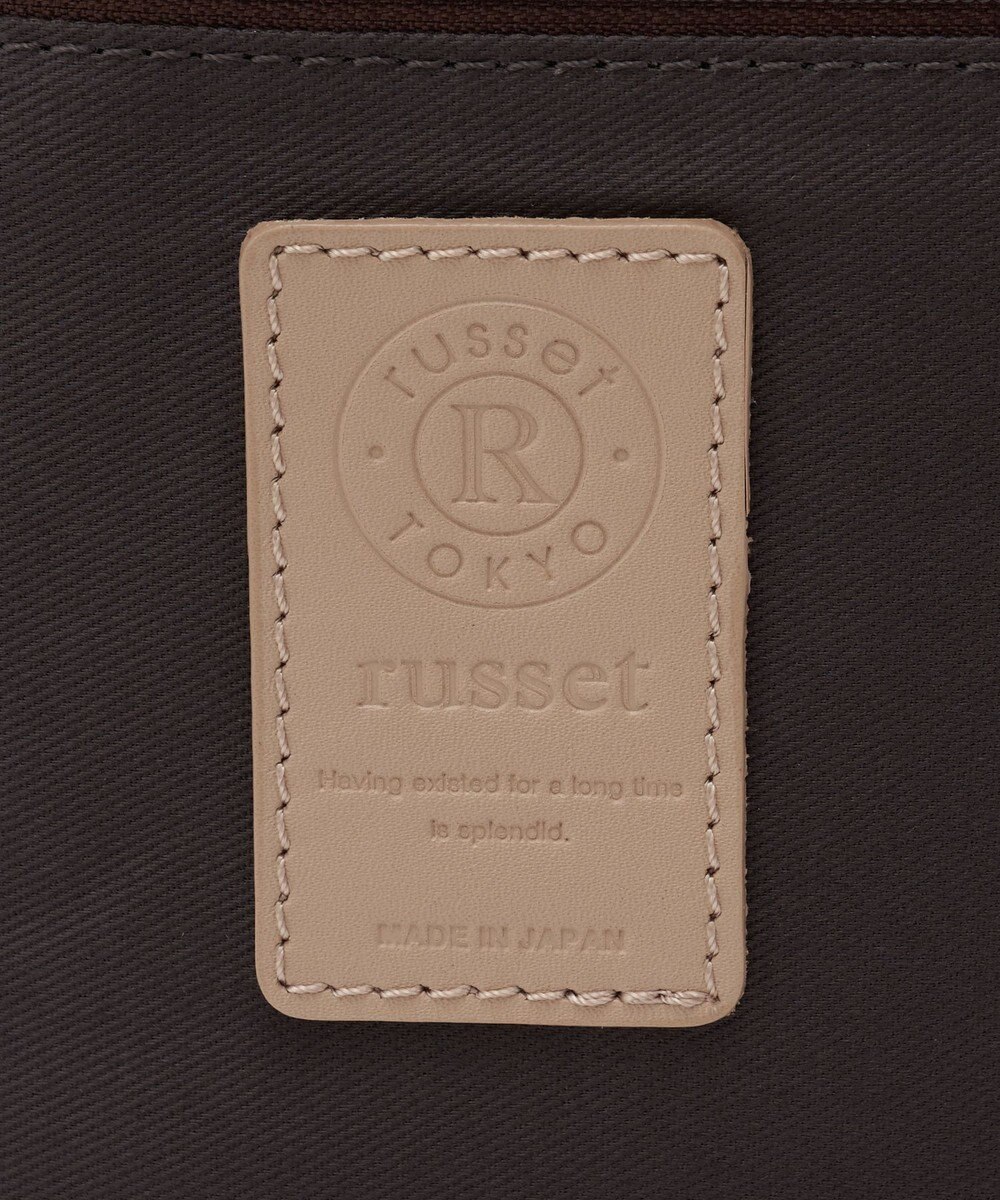 russet
R
TOKYO
russet
Having existed for a long time
is splendid.
MADE IN JAPAN